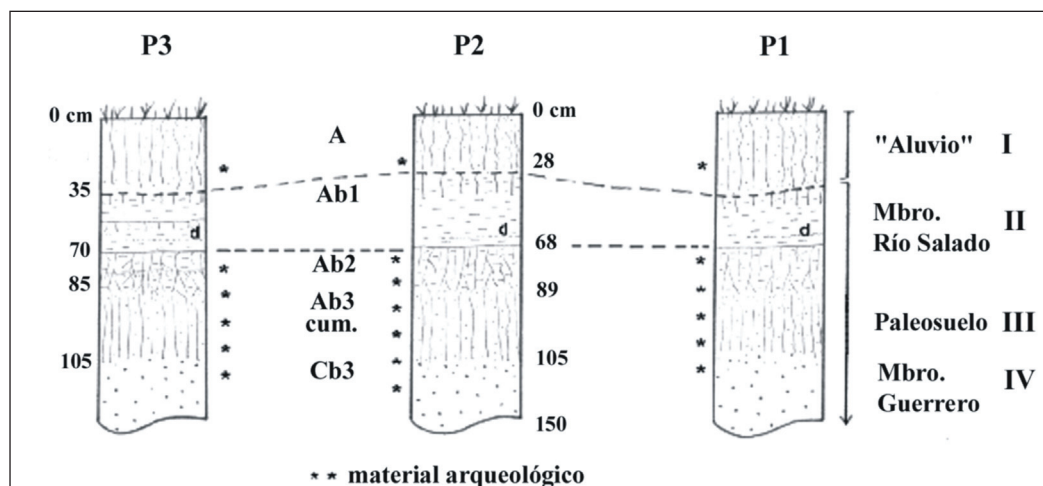 P3 P2 P1
0 cm 0 cm
A "Aluvio" I
28
35 Ab1
Mbro. II
Río Salado
d d d
70 68
Ab2
85 89
Ab3
cum. Paleosuelo III
105 105
Cb3 Mbro. IV
Guerrero
150
* * material arqueológico